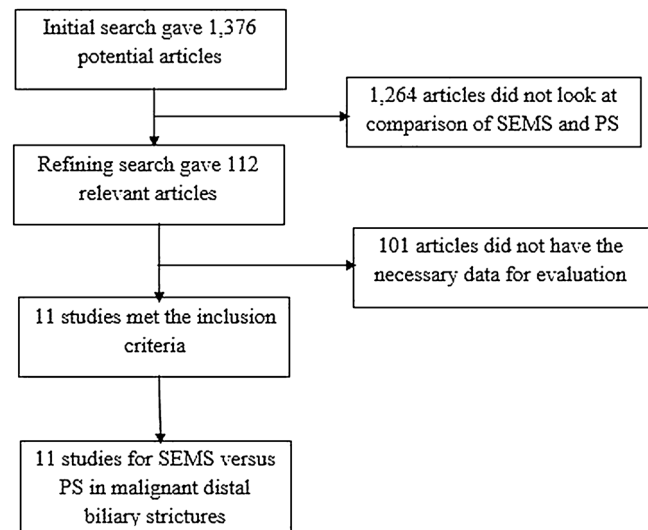 Initial search gave 1,376
potential articles
1,264 articles did not look at
comparison of SEMS and PS
Refining search gave 112
relevant articles
101 articles did not have the
necessary data for evaluation
11 studies met the inclusion
criteria
11 studies for SEMS versus
PS in malignant distal
biliary strictures